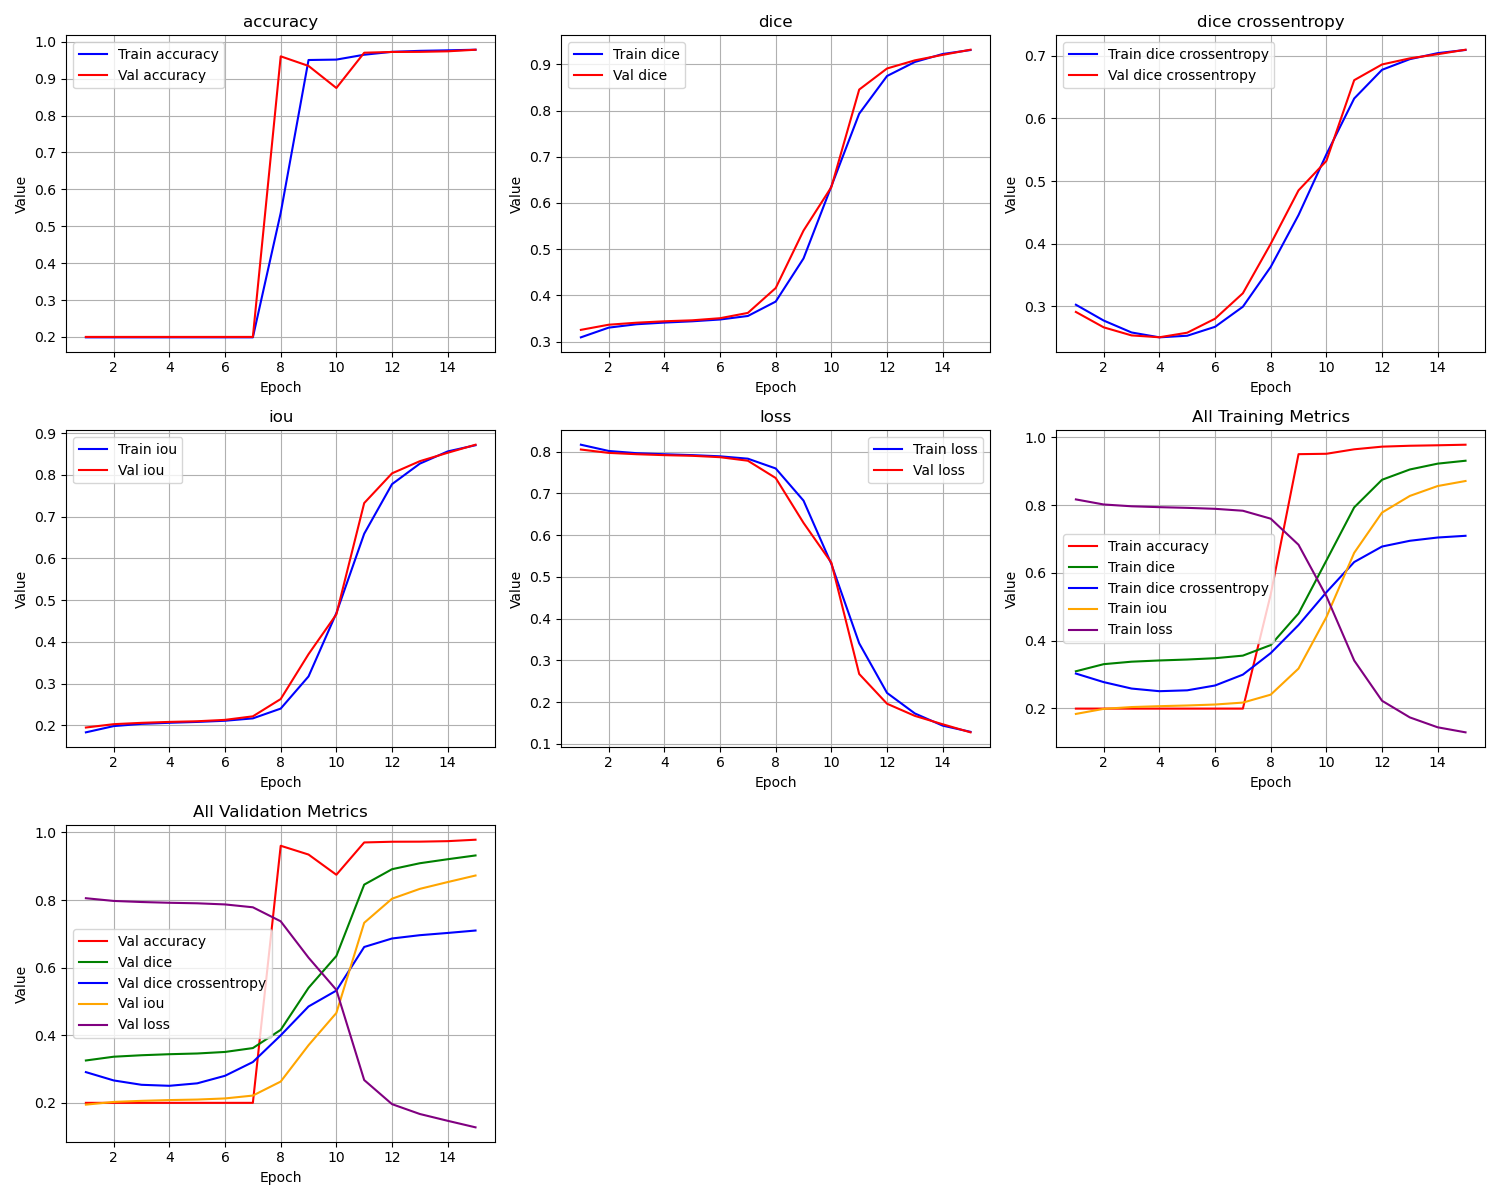 accuracy
Train accuracy
Val accuracy
Value
1.0
0.9
0.8
0.7
0.6
0.5
0.4
0.3
0.2
2 4 6 8 10 12 14
Epoch
dice
Train dice
Val dice
Value
0.9
0.8
0.7
0.6
0.5
0.4
0.3
2 4 6 8 10 12 14
Epoch
dice crossentropy
Train dice crossentropy
Val dice crossentropy
Value
0.7
0.6
0.5
0.4
0.3
2 4 6 8 10 12 14
Epoch
iou
Train iou
Val iou
Value
0.9
0.8
0.7
0.6
0.5
0.4
0.3
0.2
2 4 6 8 10 12 14
Epoch
loss
Train loss
Val loss
Value
0.8
0.7
0.6
0.5
0.4
0.3
0.2
0.1
2 4 6 8 10 12 14
Epoch
All Training Metrics
Train accuracy
Train dice
Train dice crossentropy
Train iou
Train loss
Value
1.0
0.8
0.6
0.4
0.2
2 4 6 8 10 12 14
Epoch
All Validation Metrics
Val accuracy
Val dice
Val dice crossentropy
Val iou
Val loss
Value
1.0
0.8
0.6
0.4
0.2
2 4 6 8 10 12 14
Epoch